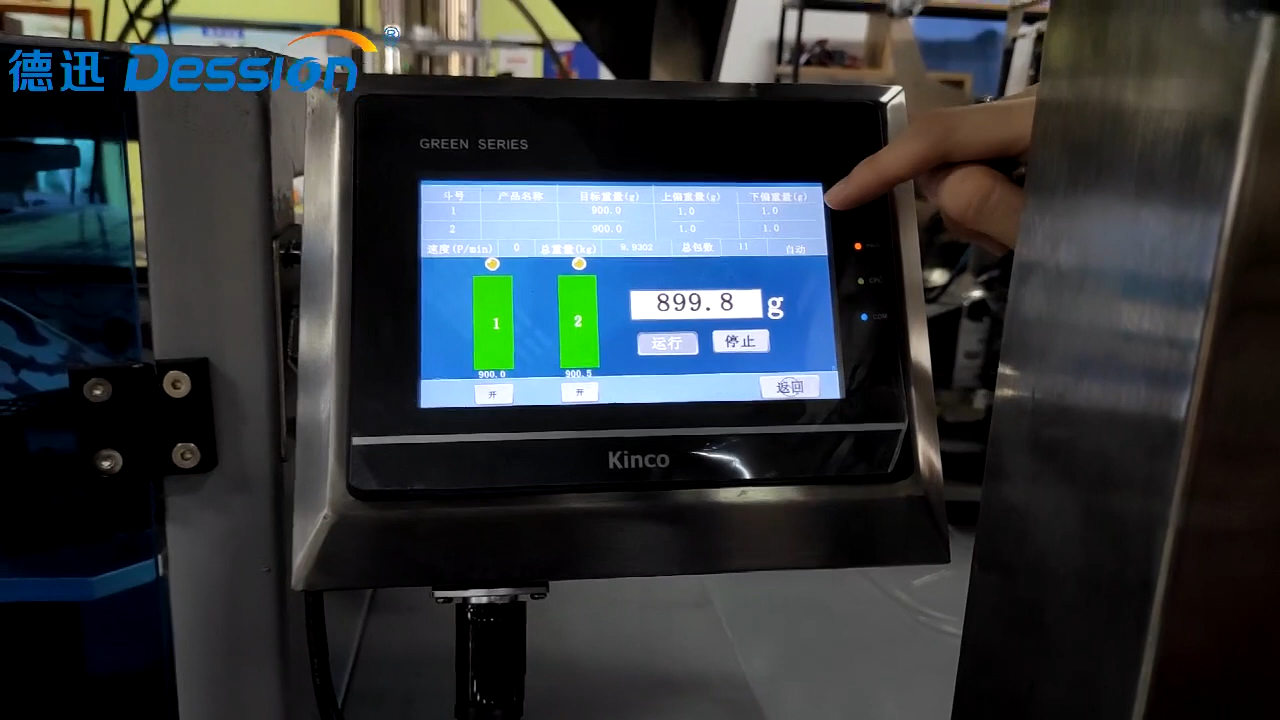 德迅 Dession ®
GREEN SERIES
斗号 产品名称 目标重量(g) 上偏重量(g) 下偏重量(g)
1 900.0 1.0 1.0
2 900.0 1.0 1.0
速度(P/min) 0 总重量(kg) 9.9202 总包数 11 自动
1 2
899.8 g
运行 停止
900.0 900.5
开 开 返回
Kinco